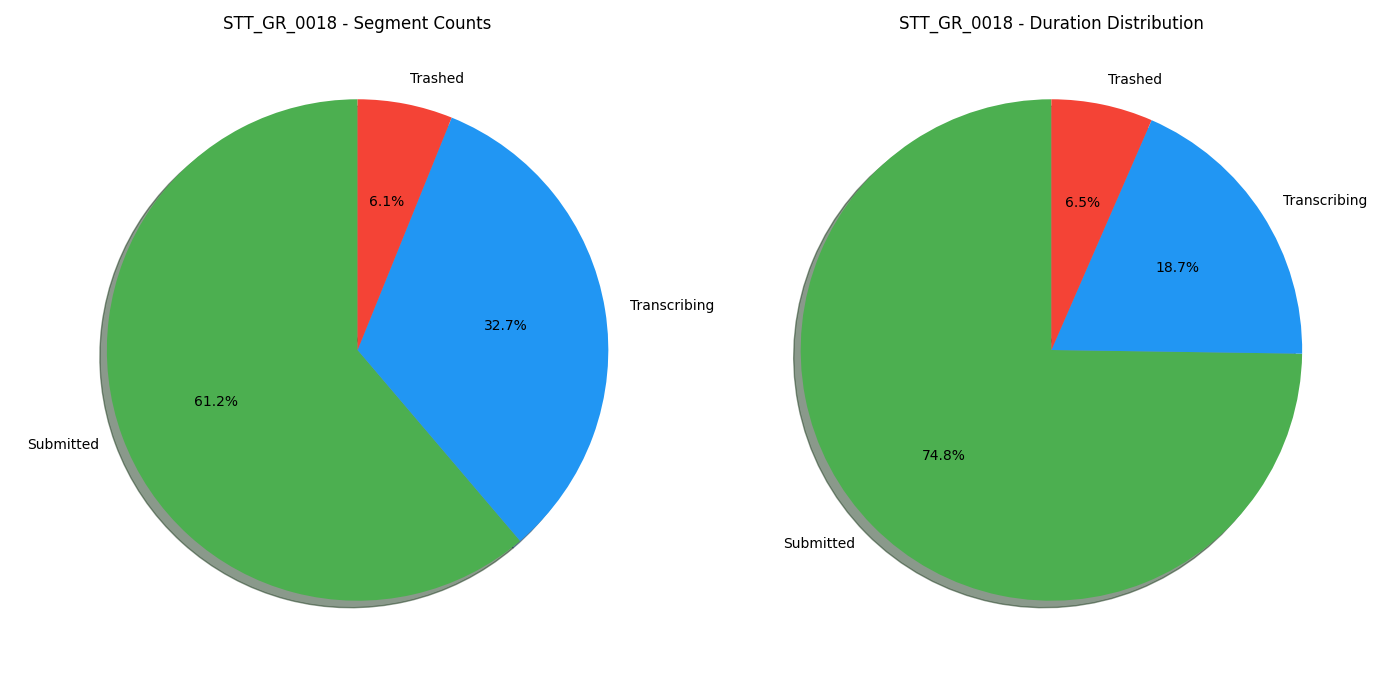 STT_GR_0018 - Segment Counts
Trashed
6.1%
Transcribing
32.7%
61.2%
Submitted
STT_GR_0018 - Duration Distribution
Trashed
6.5%
Transcribing
18.7%
74.8%
Submitted